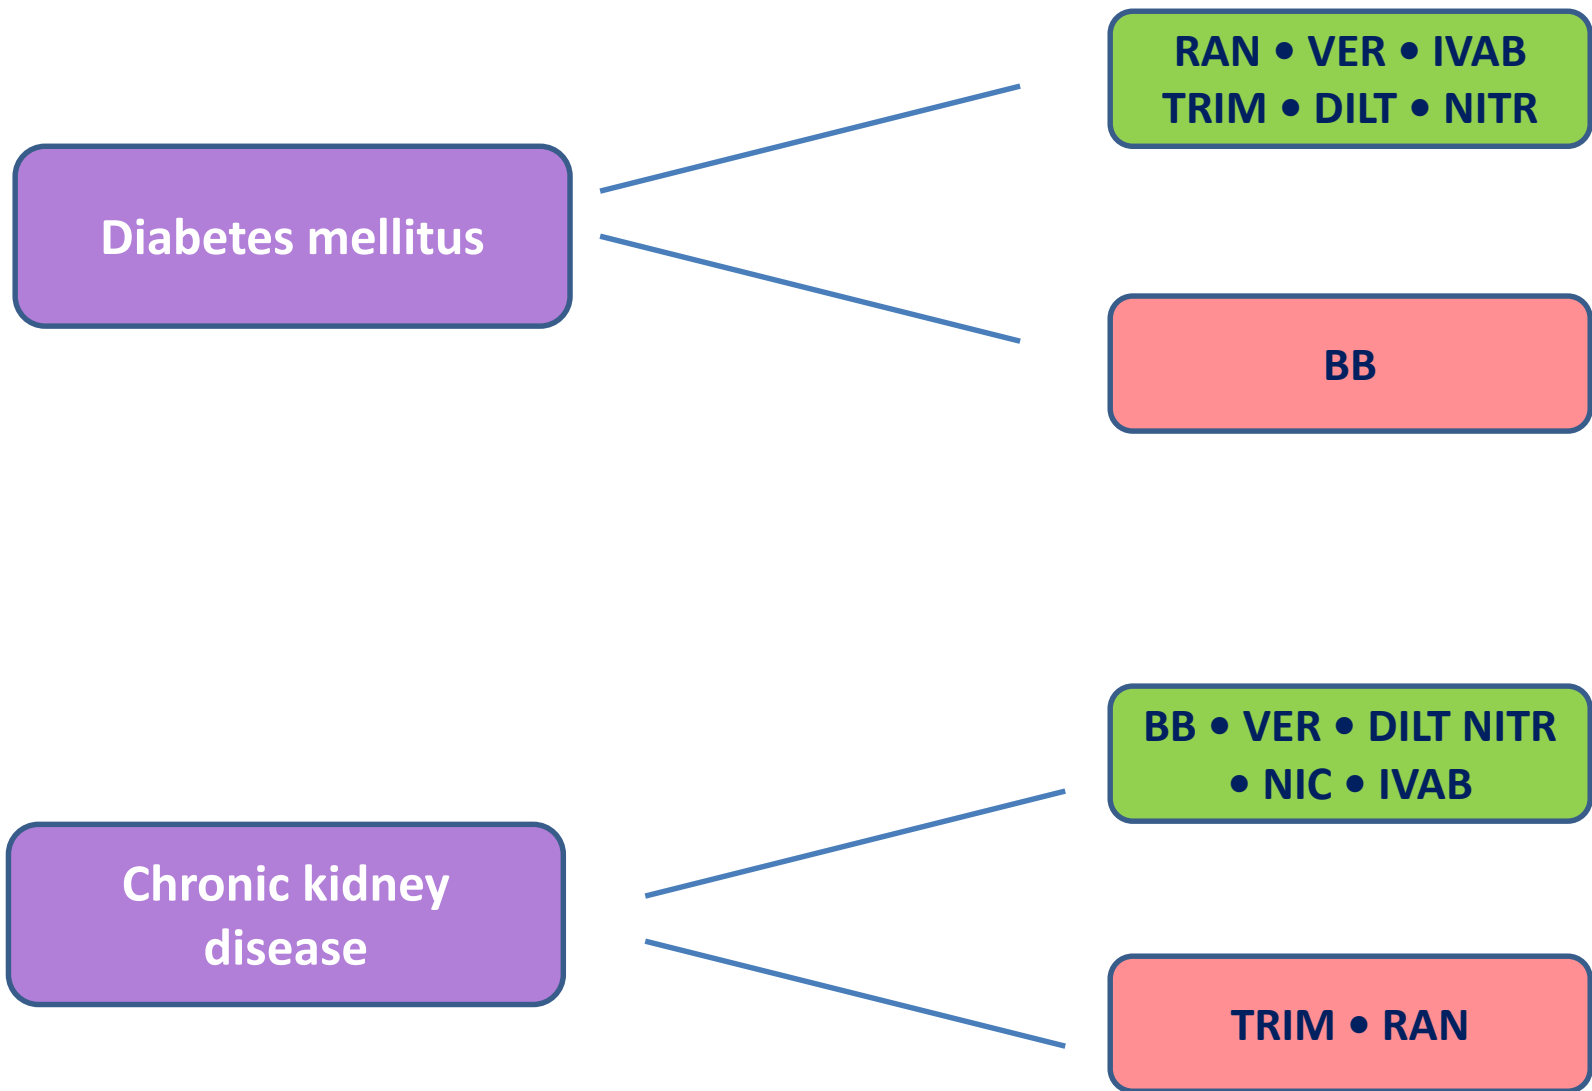 RAN • VER • IVAB
TRIM • DILT • NITR
Diabetes mellitus
BB
BB • VER • DILT NITR
• NIC • IVAB
Chronic kidney
disease
TRIM • RAN